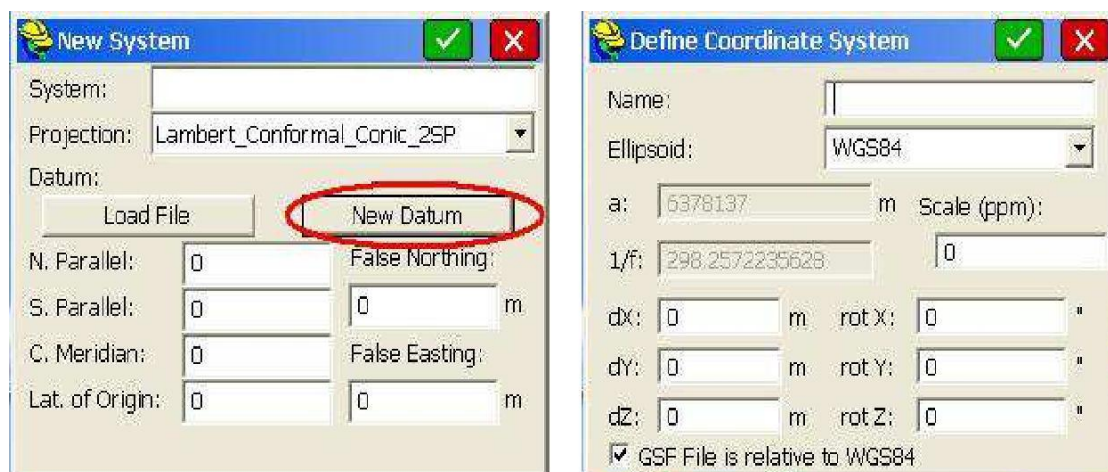 New System
System:
Projection: Lambert_Conformal_Conic_2SP
Datum:
Load File New Datum
N. Parallel: 0 False Northing:
S. Parallel: 0 0 m
C. Meridian: 0 False Easting:
Lat. of Origin: 0 0 m
Define Coordinate System
Name:
Ellipsoid: WGS84
a: 6378137 m Scale (ppm):
1/f: 298.2572235628 0
dX: 0 m rot X: 0 "
dY: 0 m rot Y: 0 "
dZ: 0 m rot Z: 0 "
GSF File is relative to WGS84